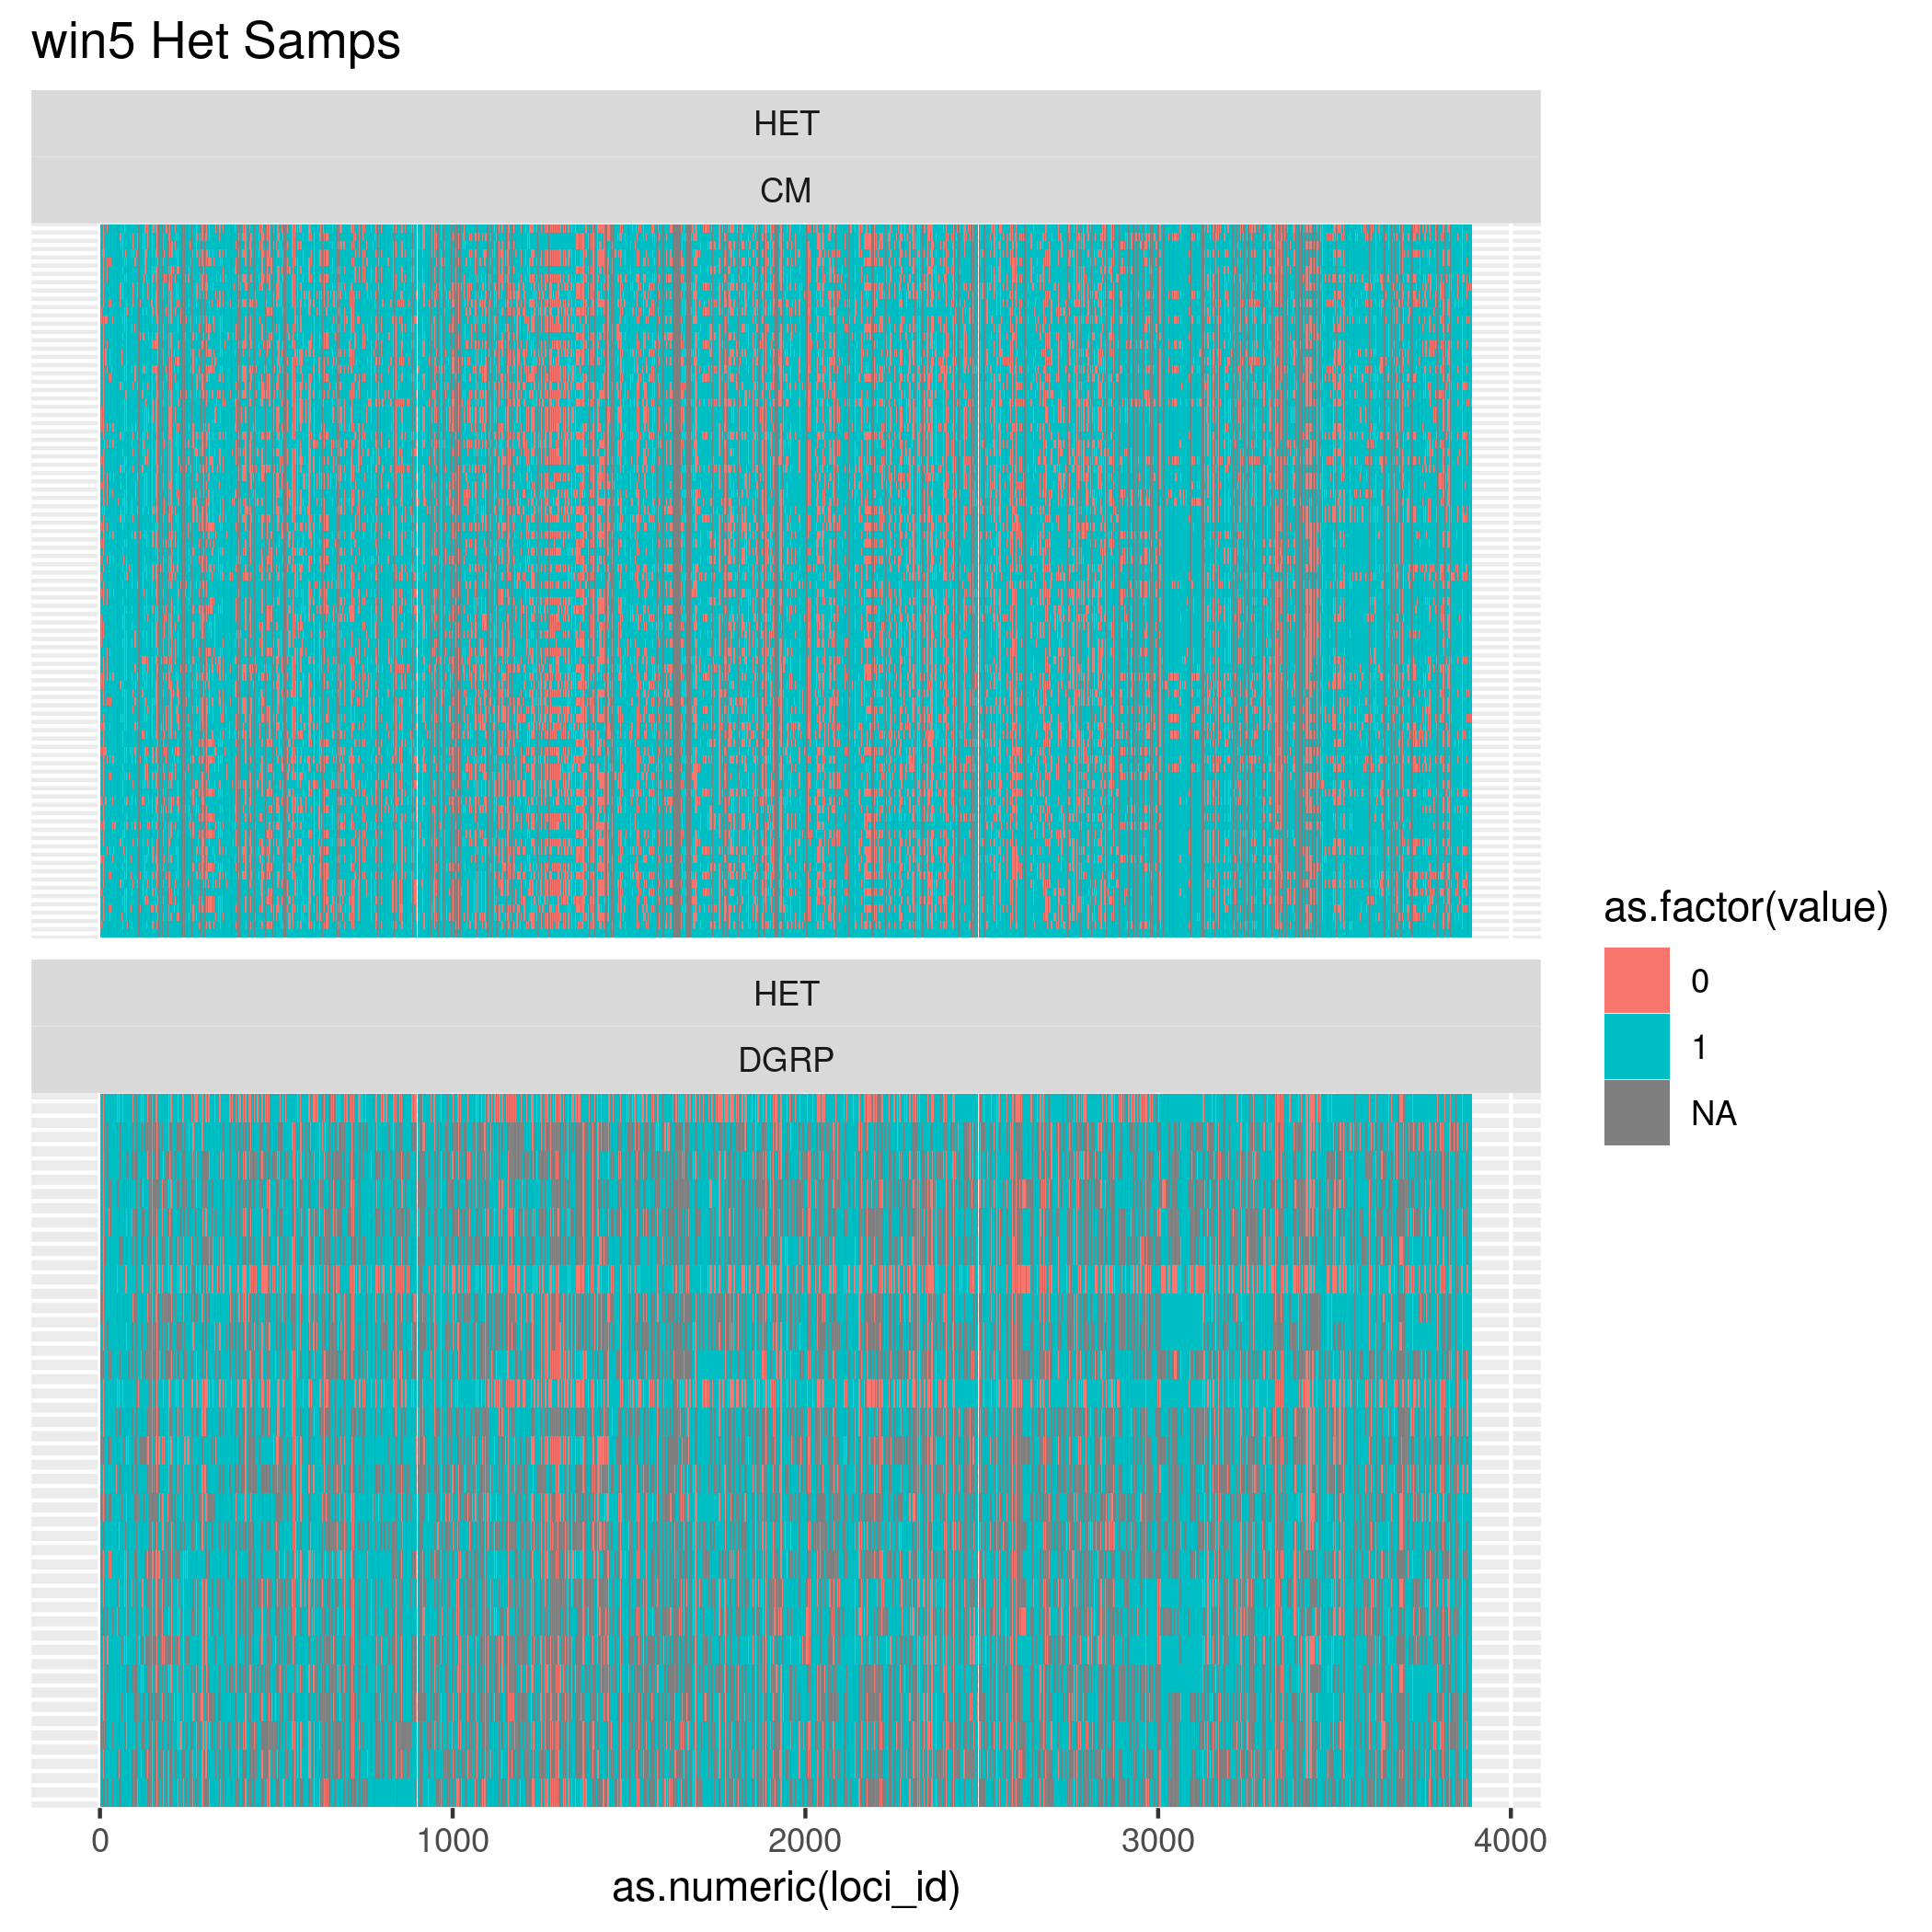 win5 Het Samps
HET
CM
HET
DGRP
as.factor(value)
0
1
NA
0 1000 2000 3000 4000
as.numeric(loci_id)